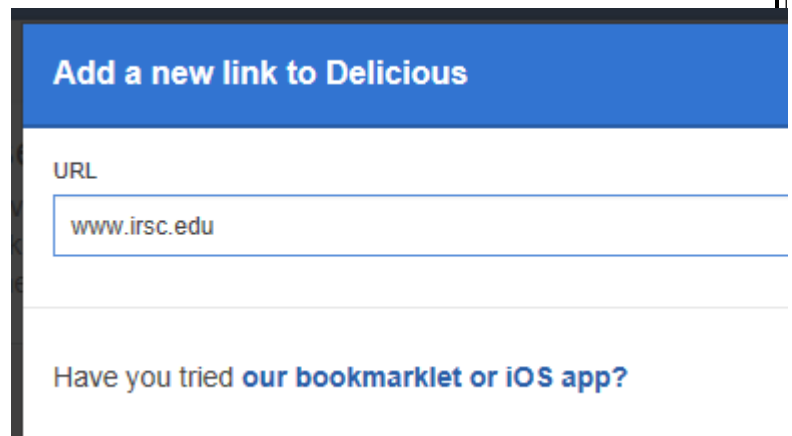 Add a new link to Delicious
URL
www.irsc.edu
Have you tried our bookmarklet or iOS app?